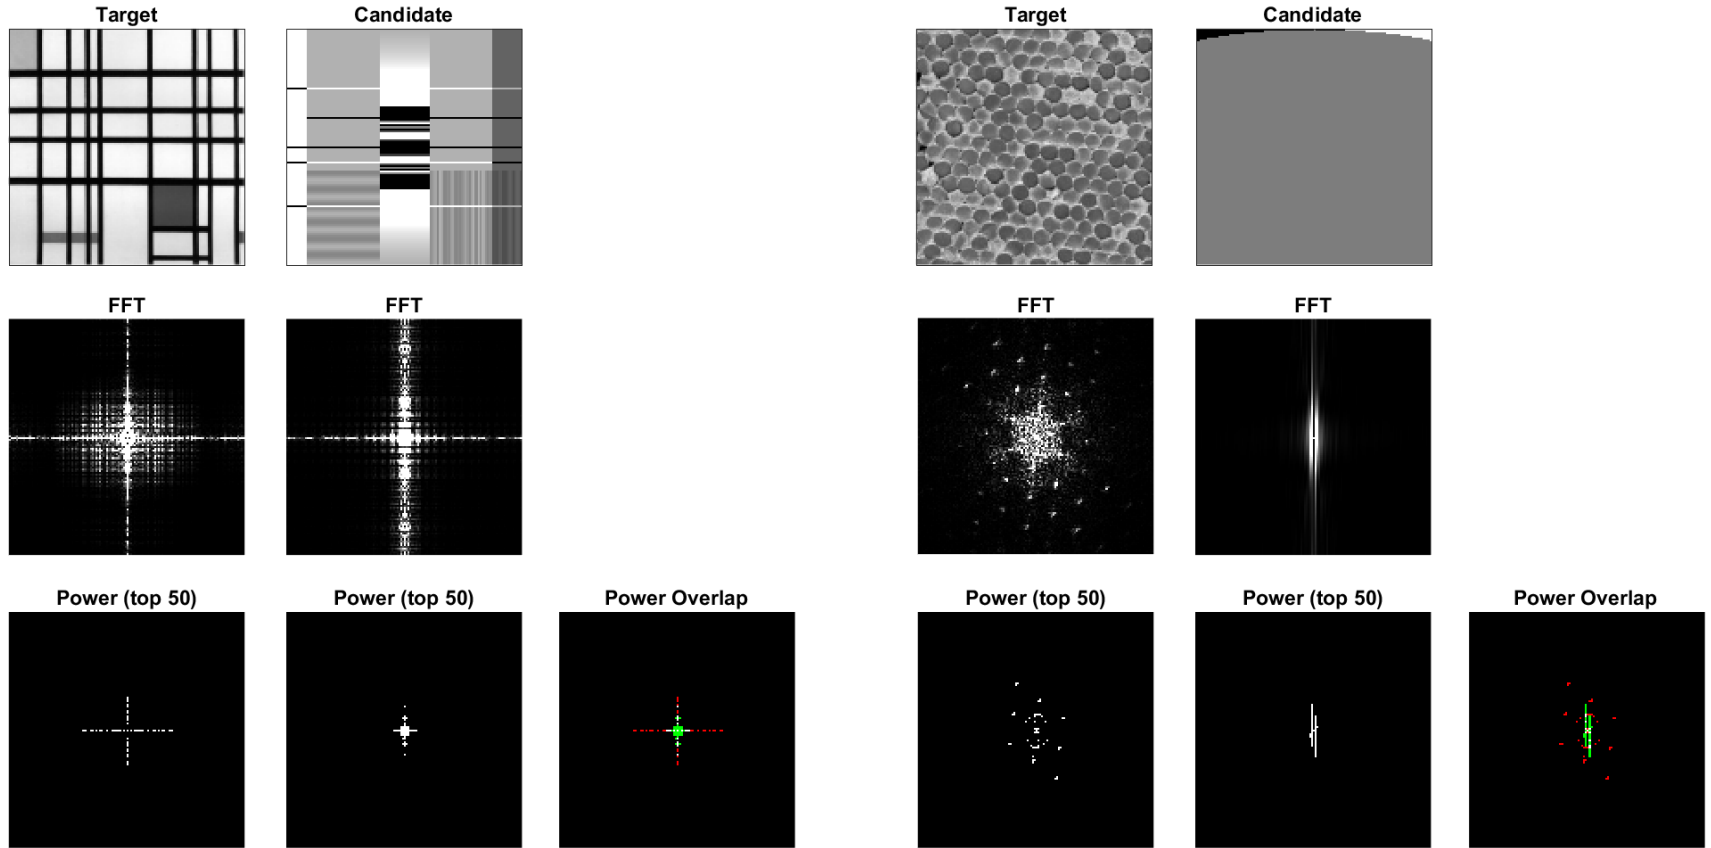 Target Candidate Target Candidate
FFT FFT FFT FFT
Power (top 50) Power (top 50) Power Overlap Power (top 50) Power (top 50) Power Overlap